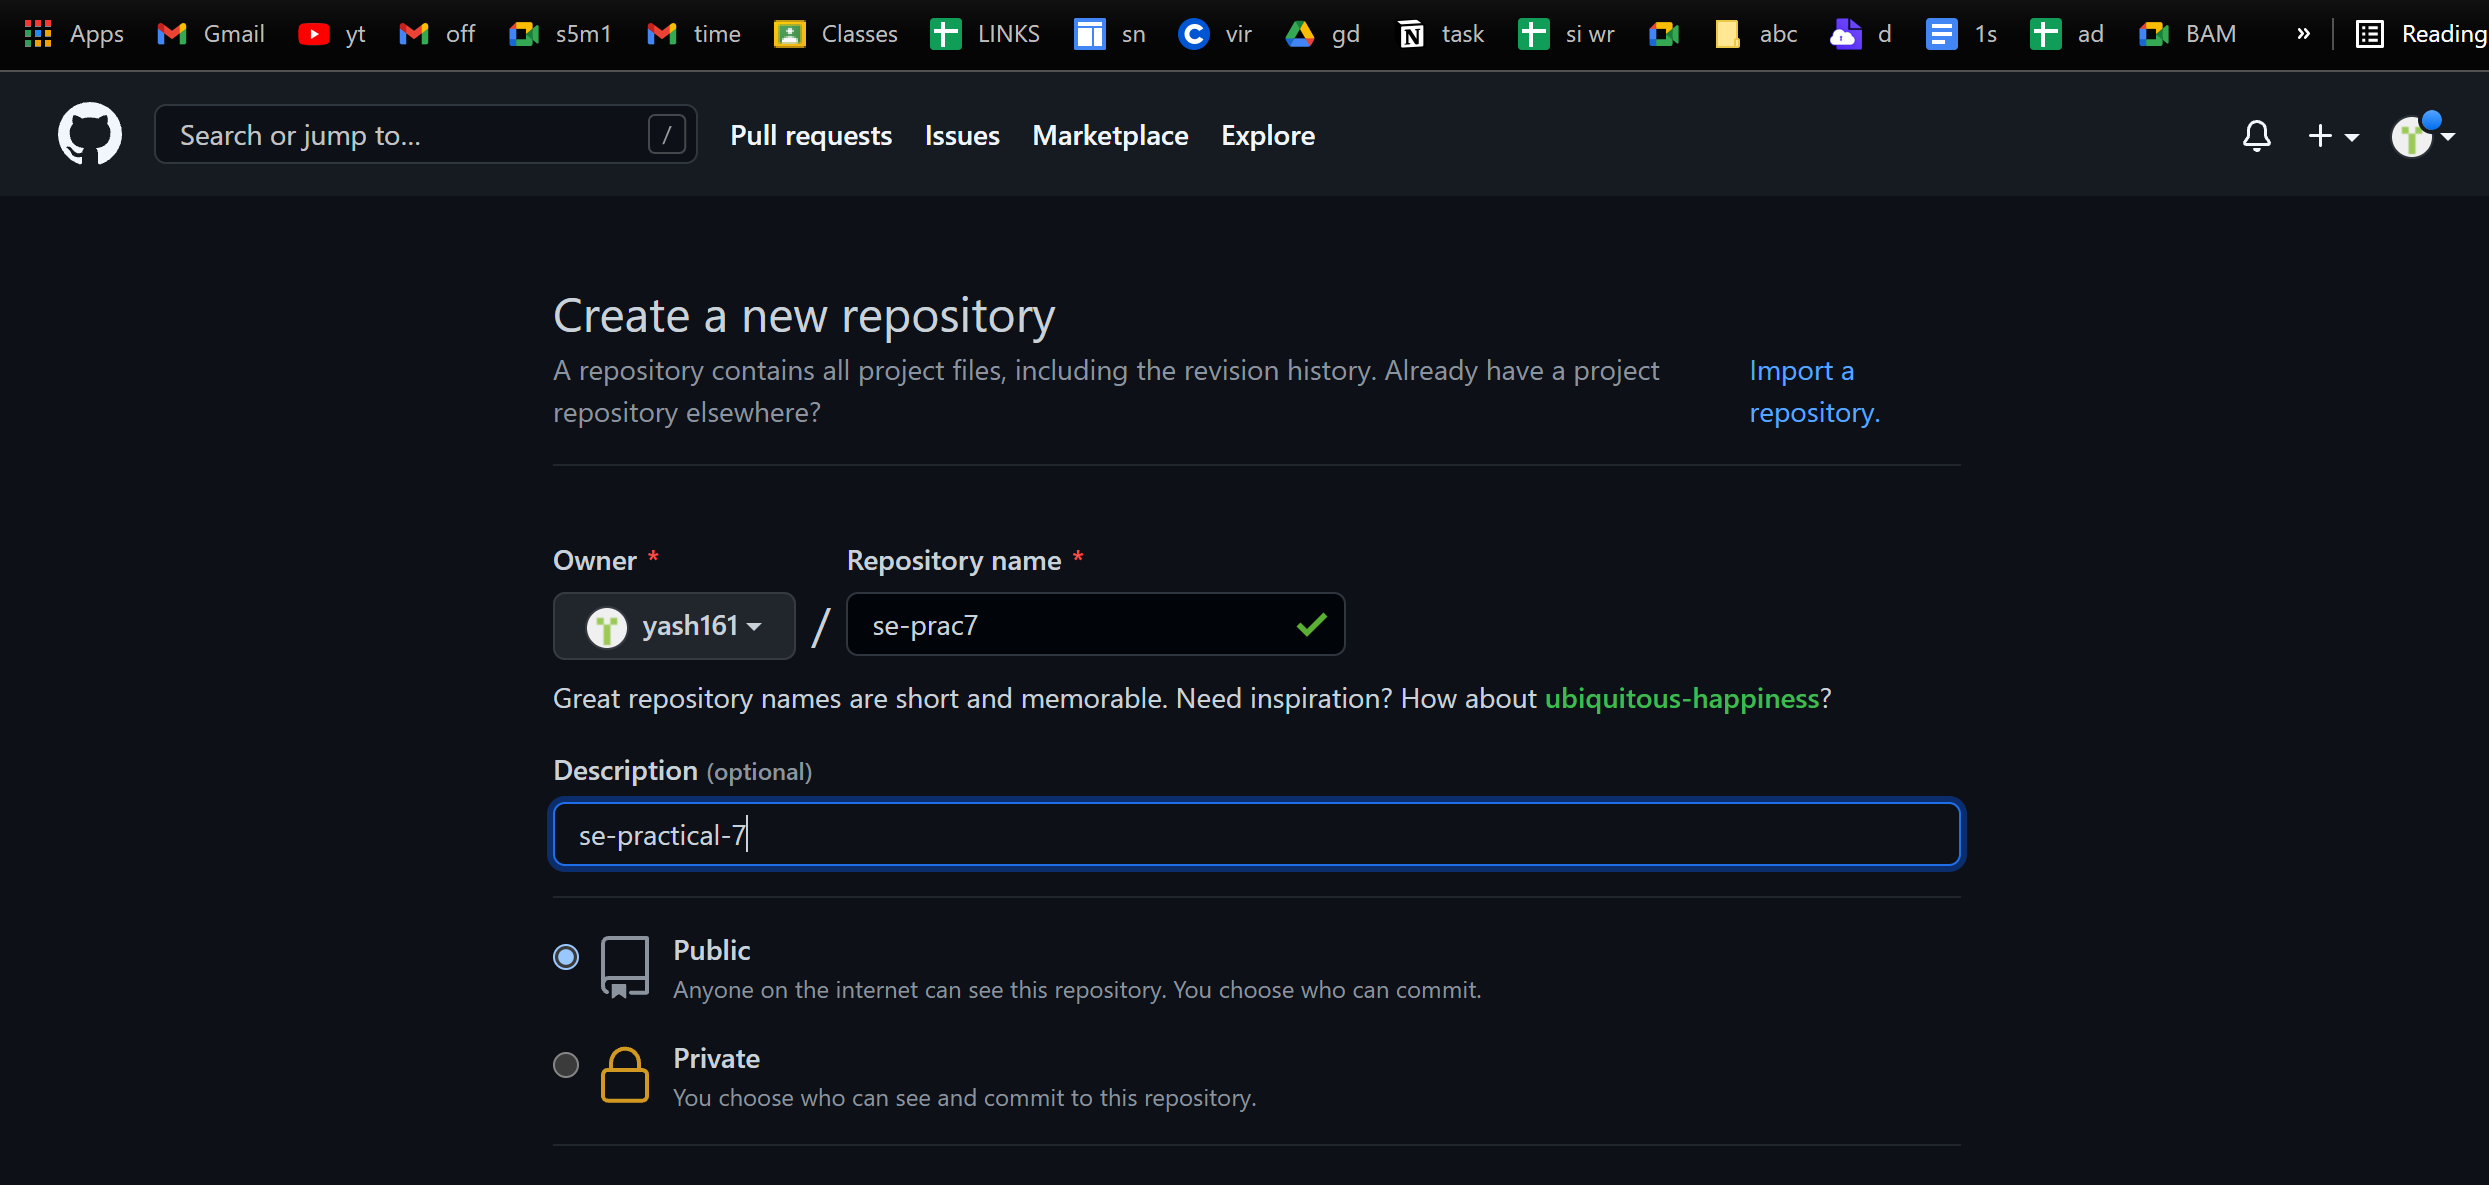 Apps Gmail yt off s5m1 time Classes LINKS sn vir gd task si wr abc d 1s ad BAM » Reading
Search or jump to... / Pull requests Issues Marketplace Explore
Create a new repository
A repository contains all project files, including the revision history. Already have a project Import a
repository elsewhere? repository.
Owner * Repository name *
yash161 / se-prac7
Great repository names are short and memorable. Need inspiration? How about ubiquitous-happiness?
Description (optional)
se-practical-7
Public
Anyone on the internet can see this repository. You choose who can commit.
Private
You choose who can see and commit to this repository.